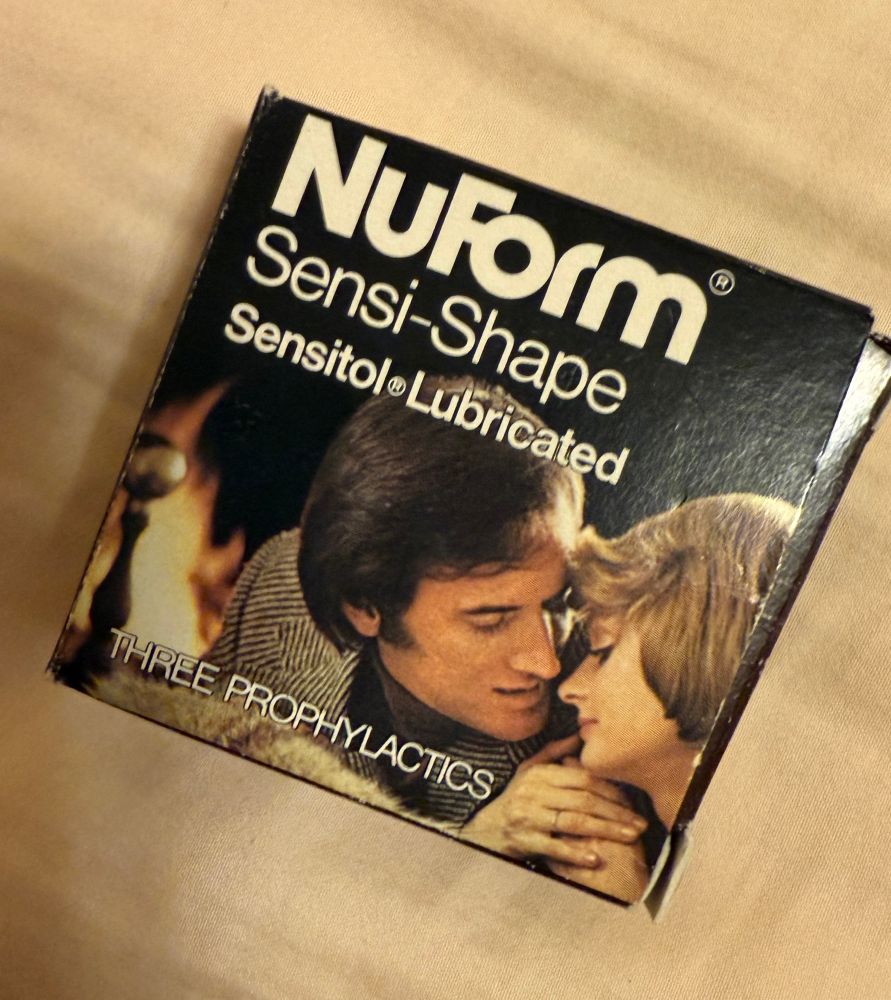 NuForm®
Sensi-Shape
Sensitol® Lubricated
THREE PROPHYLACTICS